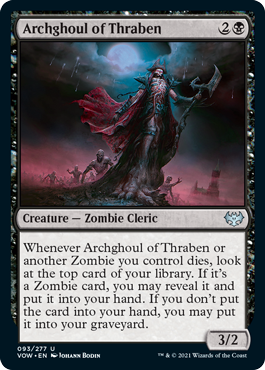 Archghoul of Thraben 2
Creature — Zombie Cleric
Whenever Archghoul of Thraben or
another Zombie you control dies, look
at the top card of your library. If it's
a Zombie card, you may reveal it and
put it into your hand. If you don't put
the card into your hand, you may put
it into your graveyard.
3/2
093/277 U
VOW • EN Johann Bodin
™ & © 2021 Wizards of the Coast